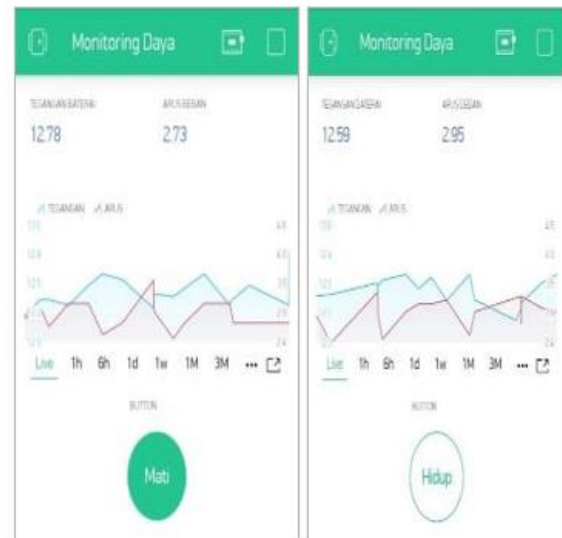 Monitoring Daya
TEGANGAN BATERAI ARUS BEBAN
12.78 2.73
TEGANGAN ARUS
Live 1h 6h 1d 1w 1M 3M
BUTTON
Mati
Monitoring Daya
TEGANGAN BATERAI ARUS BEBAN
12.59 2.95
TEGANGAN ARUS
Live 1h 6h 1d 1w 1M 3M
BUTTON
Hidup